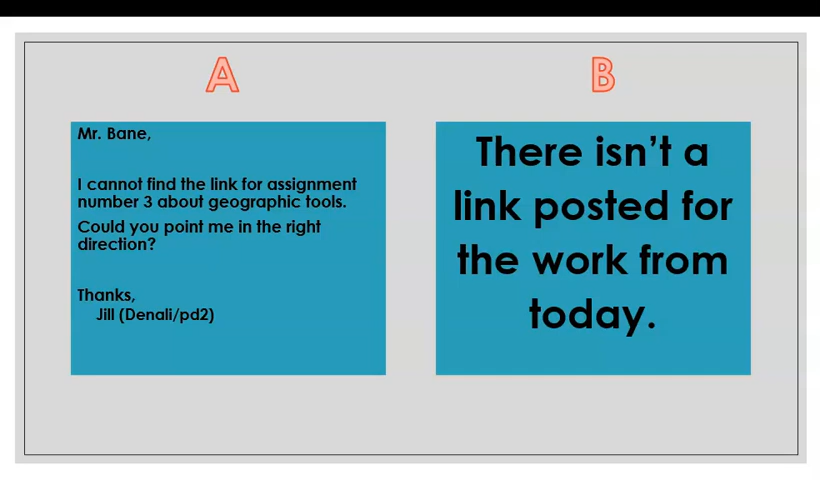 A
Mr. Bane,
I cannot find the link for assignment
number 3 about geographic tools.
Could you point me in the right
direction?
Thanks,
Jill (Denali/pd2)
B
There isn’t a
link posted for
the work from
today.